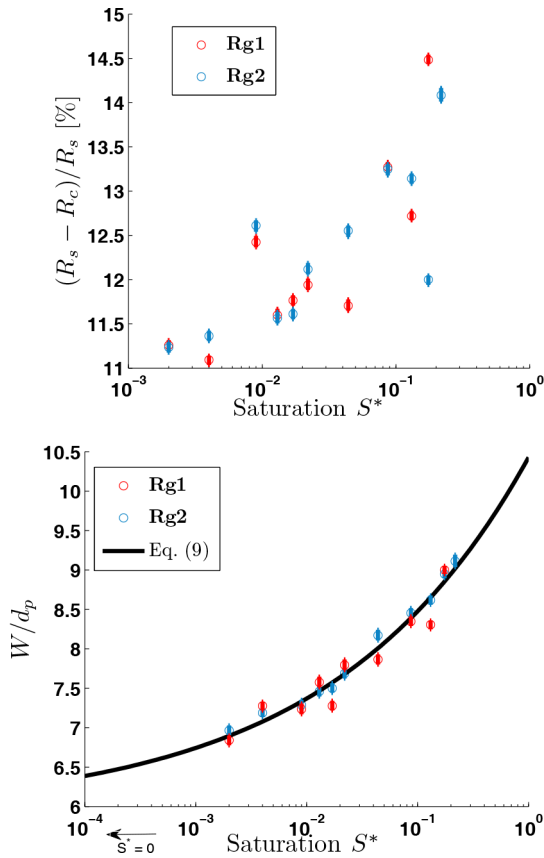 Rg1
Rg2
15
14.5
14
13.5
13
12.5
12
11.5
11
(R_s − R_c)/R_s [%]
10^{−3} 10^{−2} 10^{−1} 10^0
Saturation S*
Rg1
Rg2
Eq. (9)
10.5
10
9.5
9
8.5
8
7.5
7
6.5
6
W/d_p
10^{−4} 10^{−3} 10^{−2} 10^{−1} 10^0
S* = 0
Saturation S*